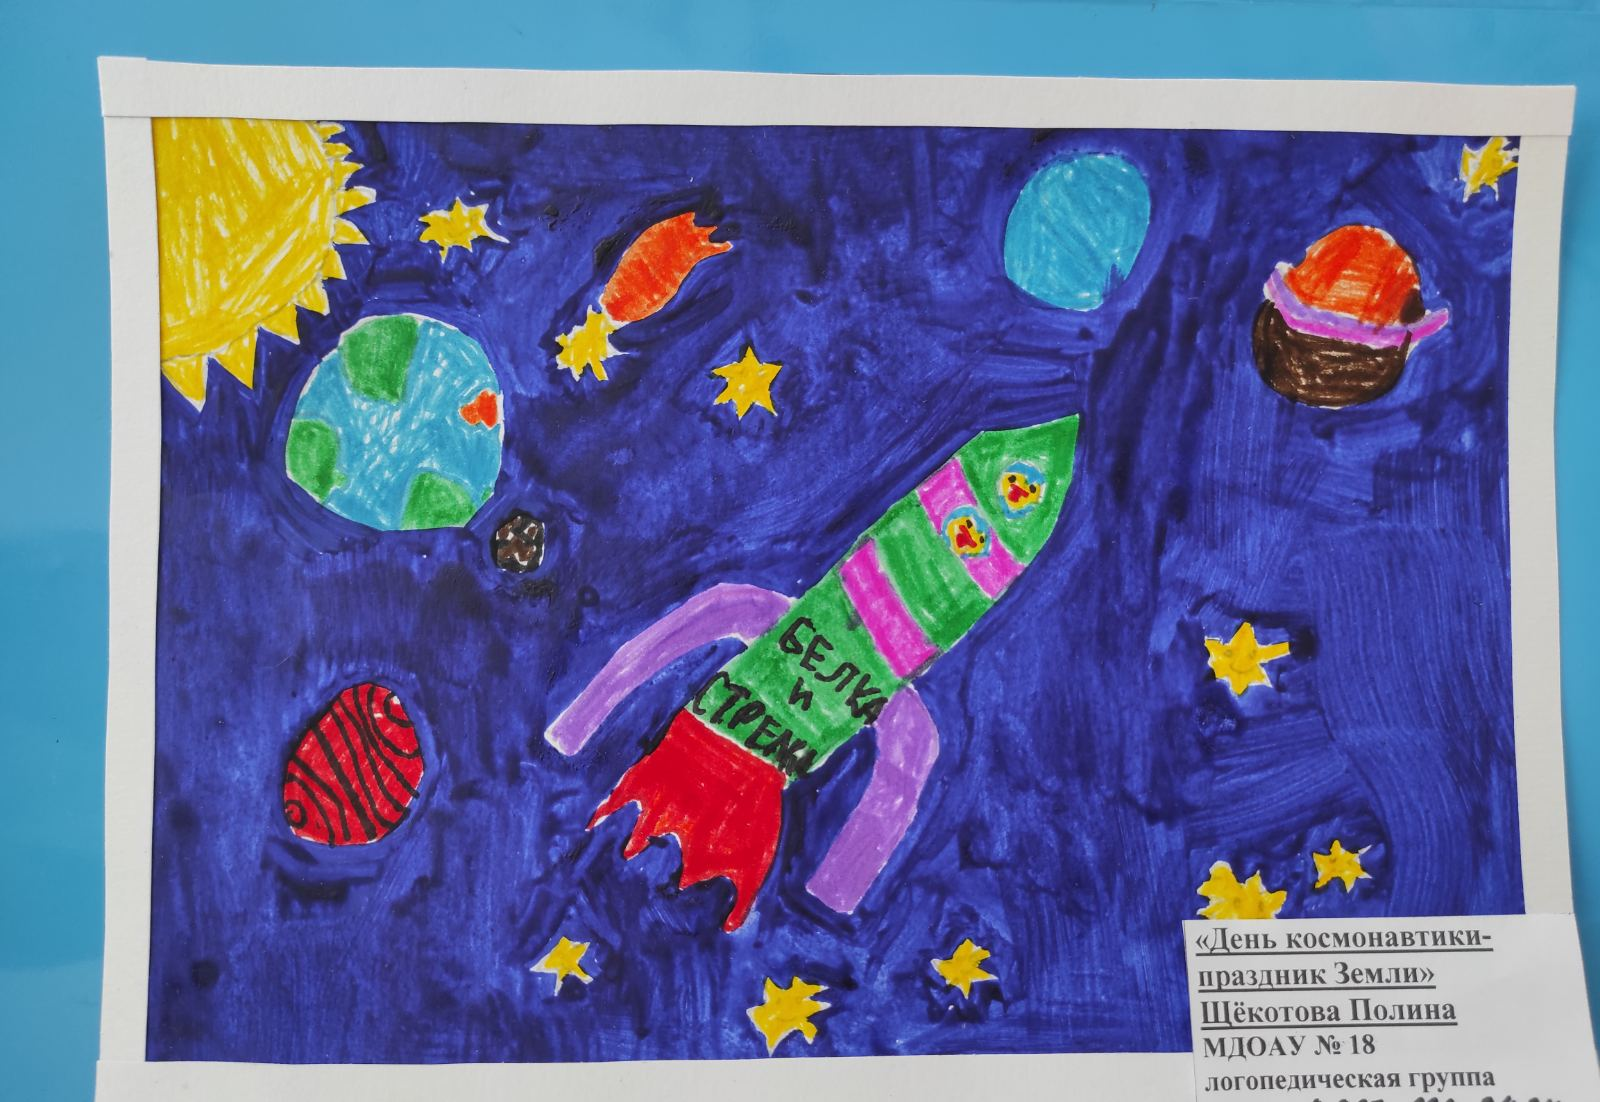 БЕЛКА
И
СТРЕЛКА
«День космонавтики-
праздник Земли»
Щёкотова Полина
МДОАУ № 18
логопедическая группа